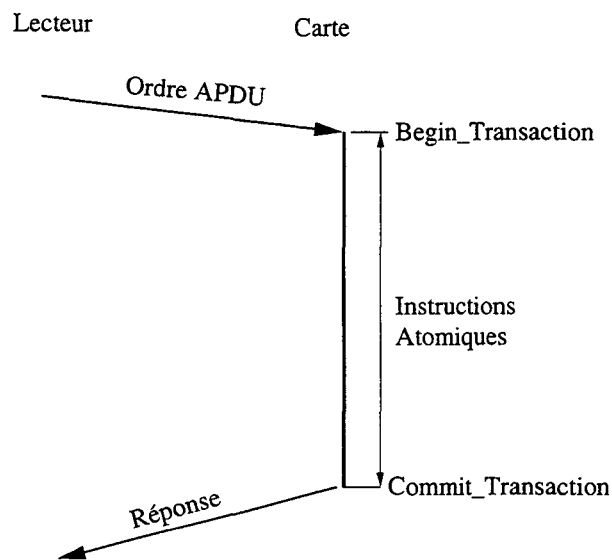 Lecteur
Carte
Ordre APDU
Begin_Transaction
Instructions
Atomiques
Commit_Transaction
Réponse